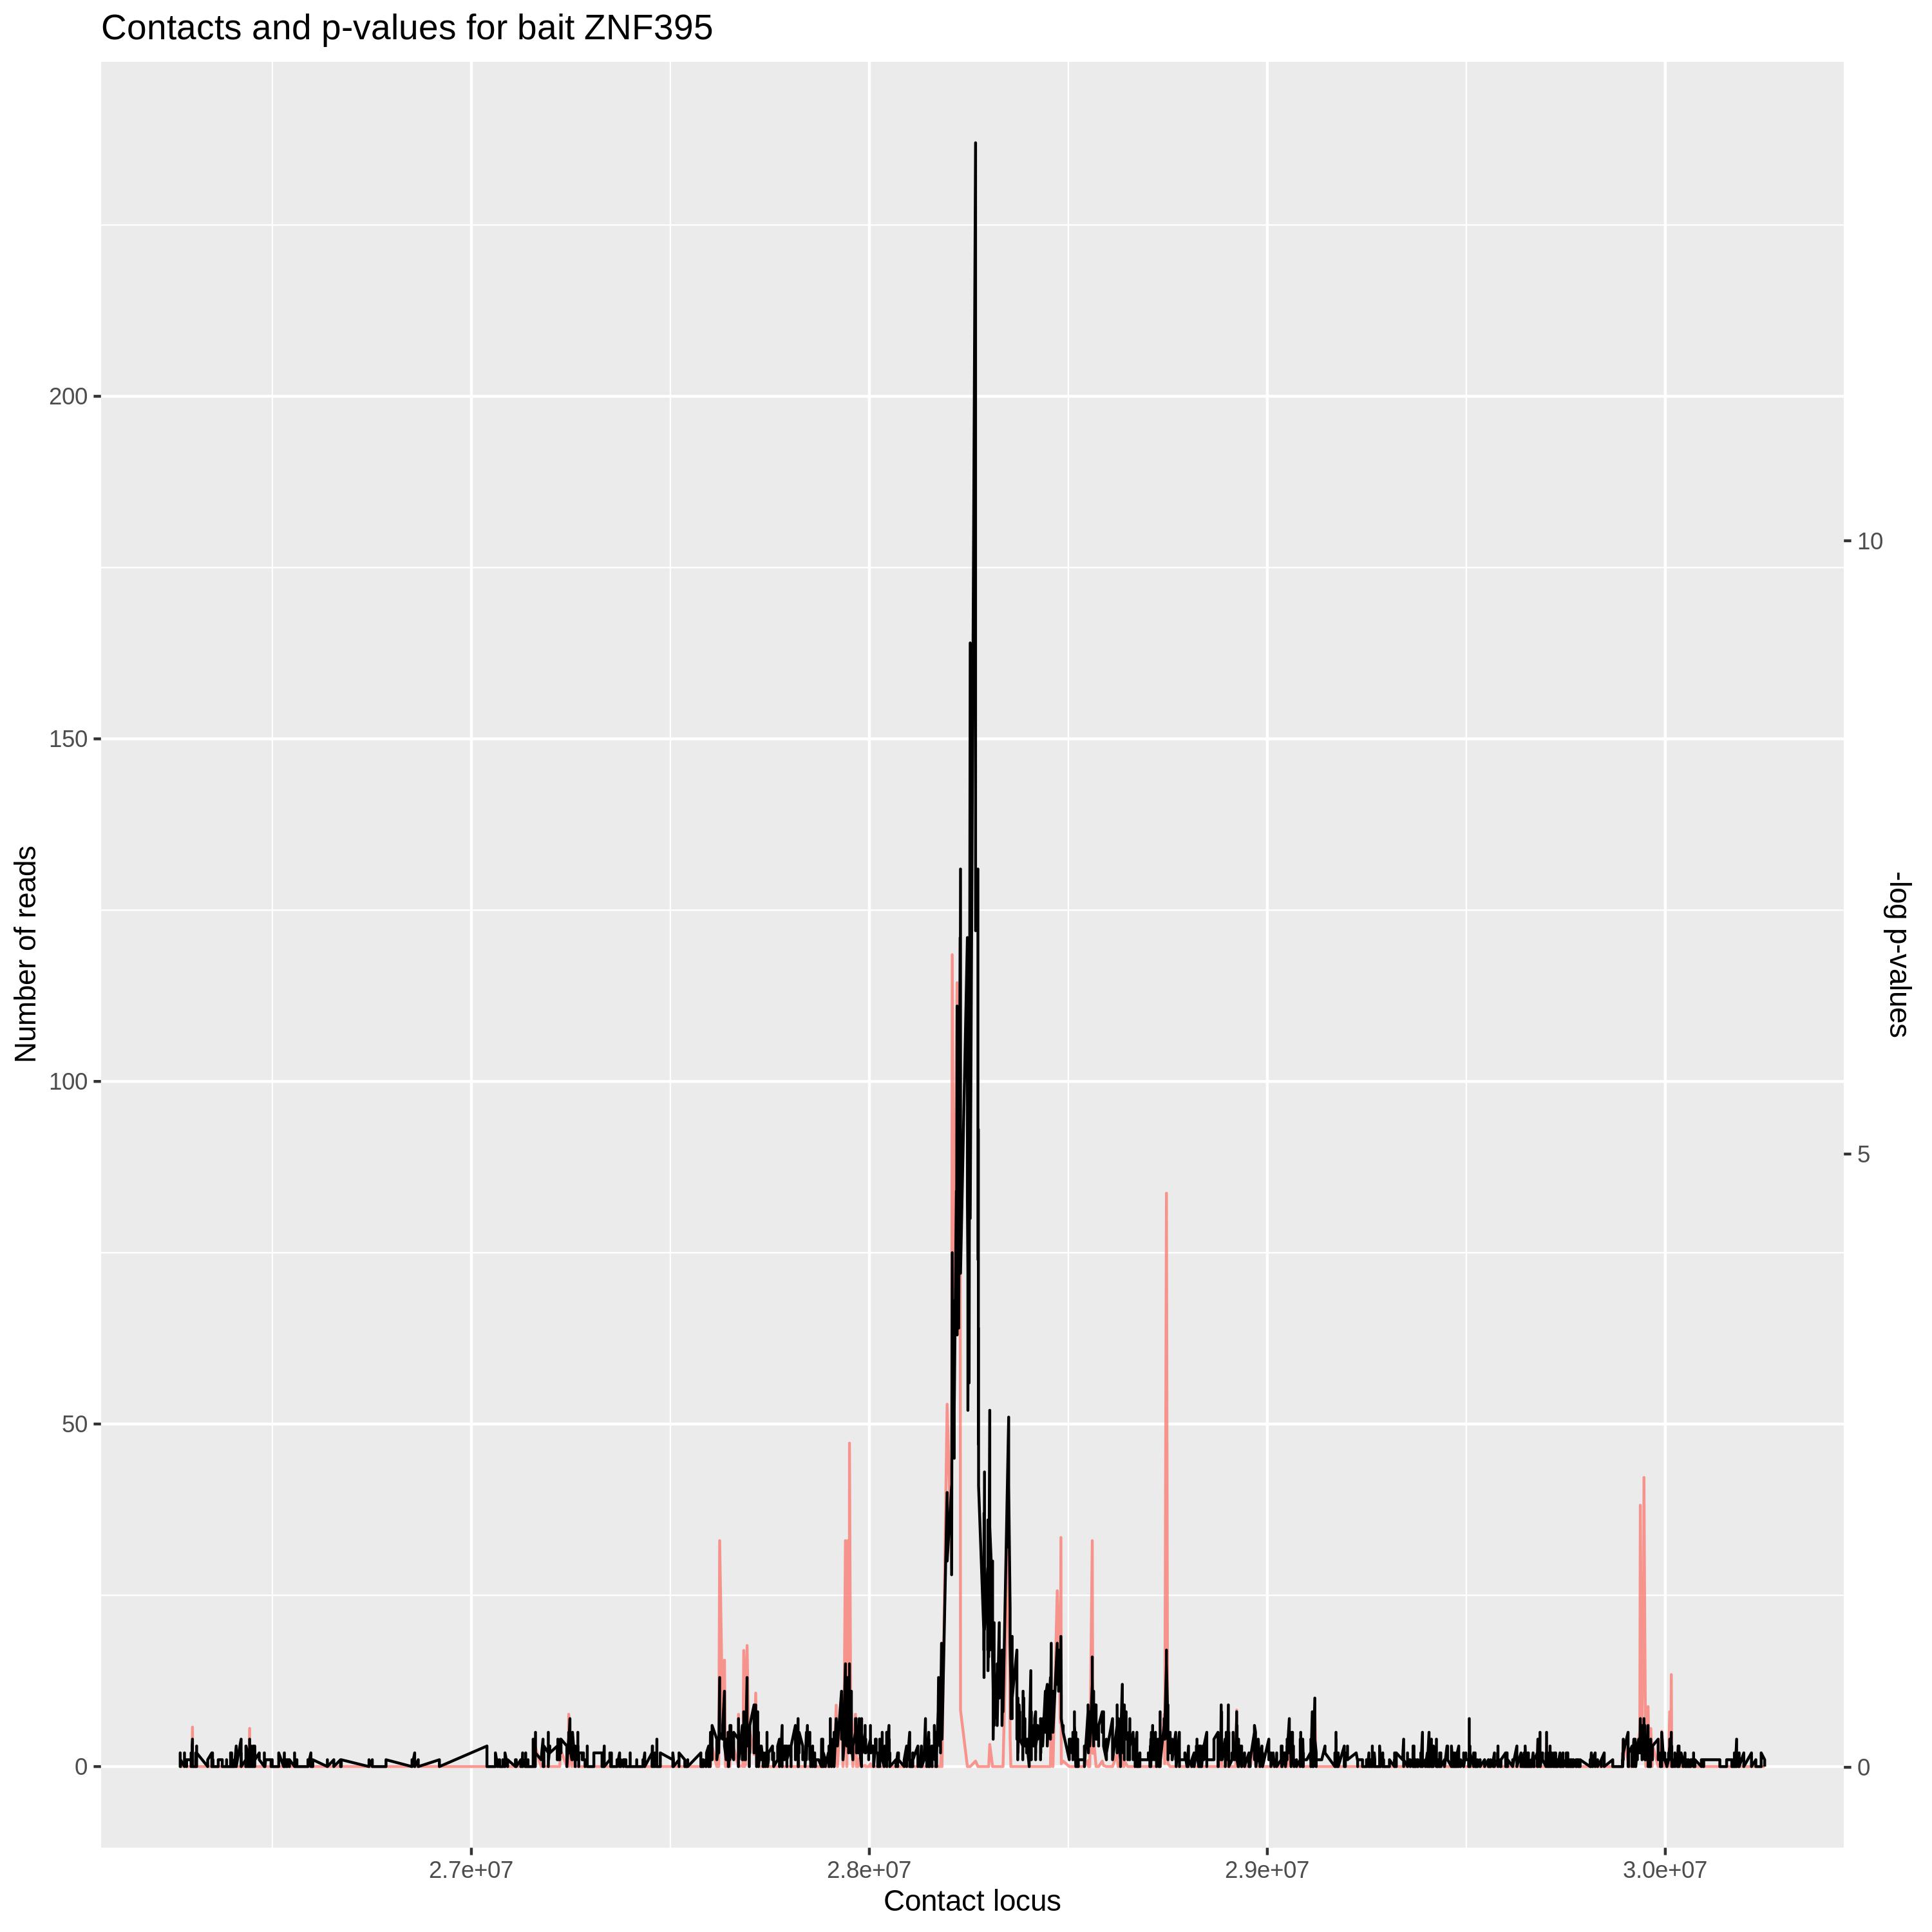 Contacts and p-values for bait ZNF395
200
150
100
50
0
10
5
0
Number of reads
-log p-values
2.7e+07
2.8e+07
2.9e+07
3.0e+07
Contact locus